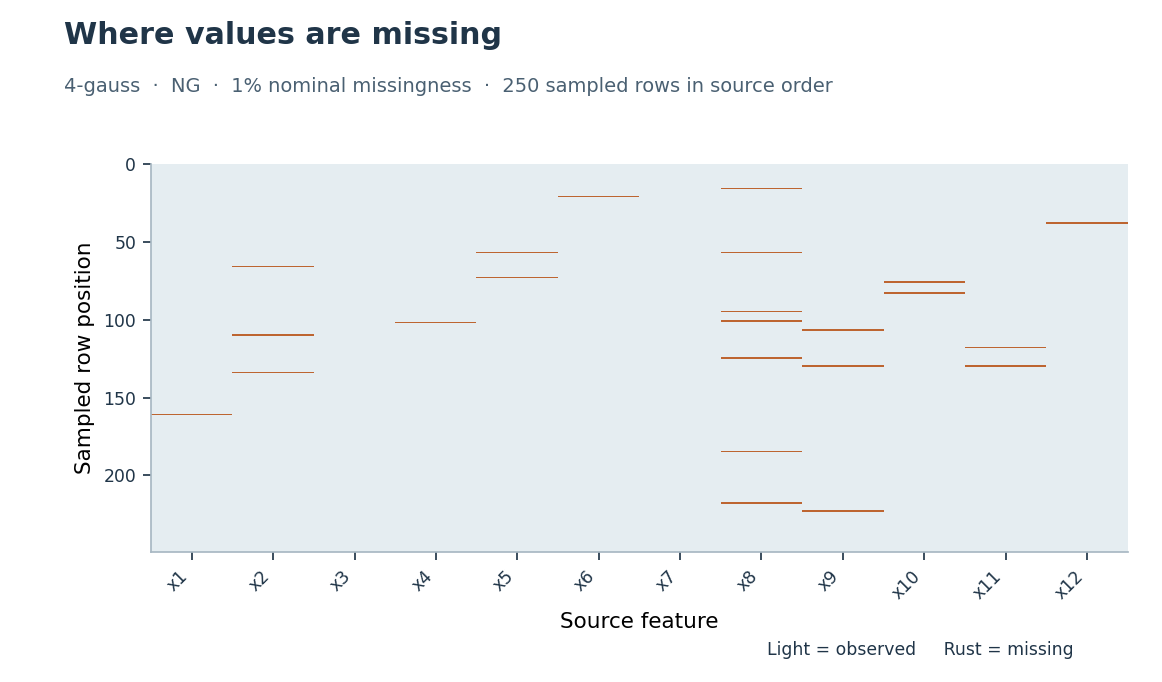 Where values are missing
4-gauss · NG · 1% nominal missingness · 250 sampled rows in source order
0
50
100
150
200
Sampled row position
x1 x2 x3 x4 x5 x6 x7 x8 x9 x10 x11 x12
Source feature
Light = observed Rust = missing